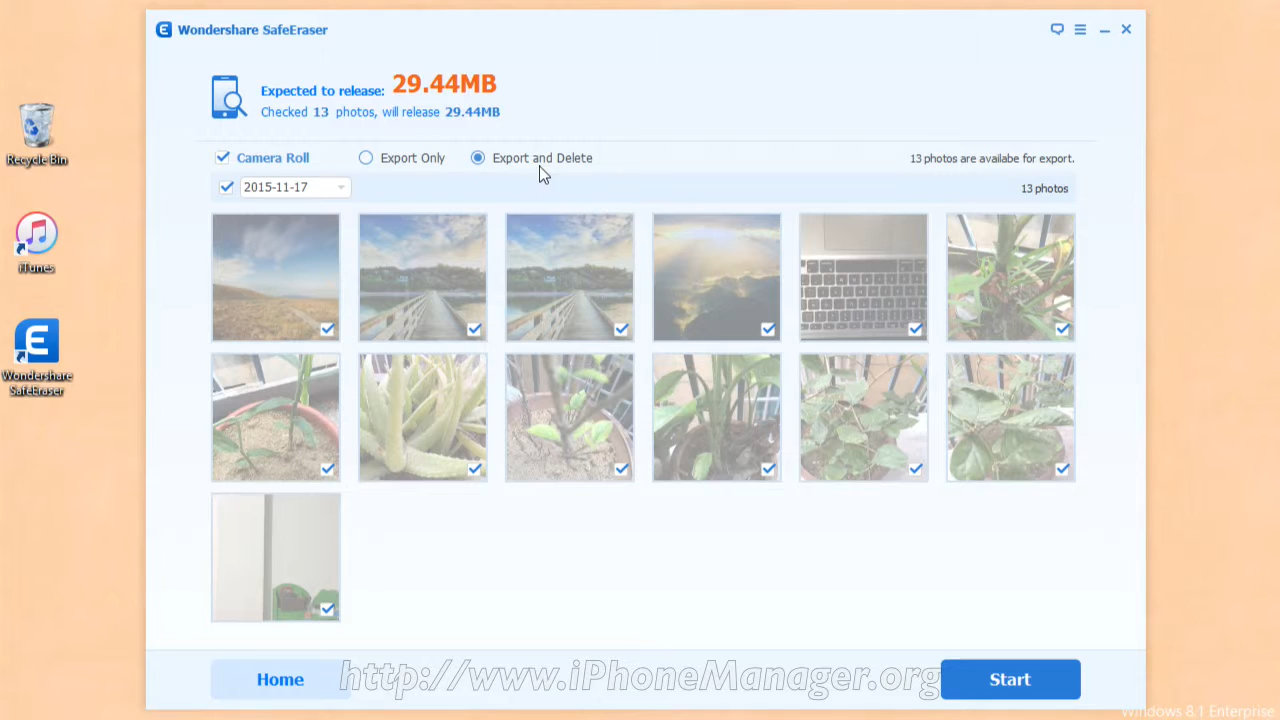 Wondershare SafeEraser
Expected to release: 29.44MB
Checked 13 photos, will release 29.44MB
Camera Roll
Export Only
Export and Delete
13 photos are availabe for export.
2015-11-17
13 photos
Recycle Bin
iTunes
Wondershare
SafeEraser
Home
http://www.iPhoneManager.org
Start
Windows 8.1 Enterprise